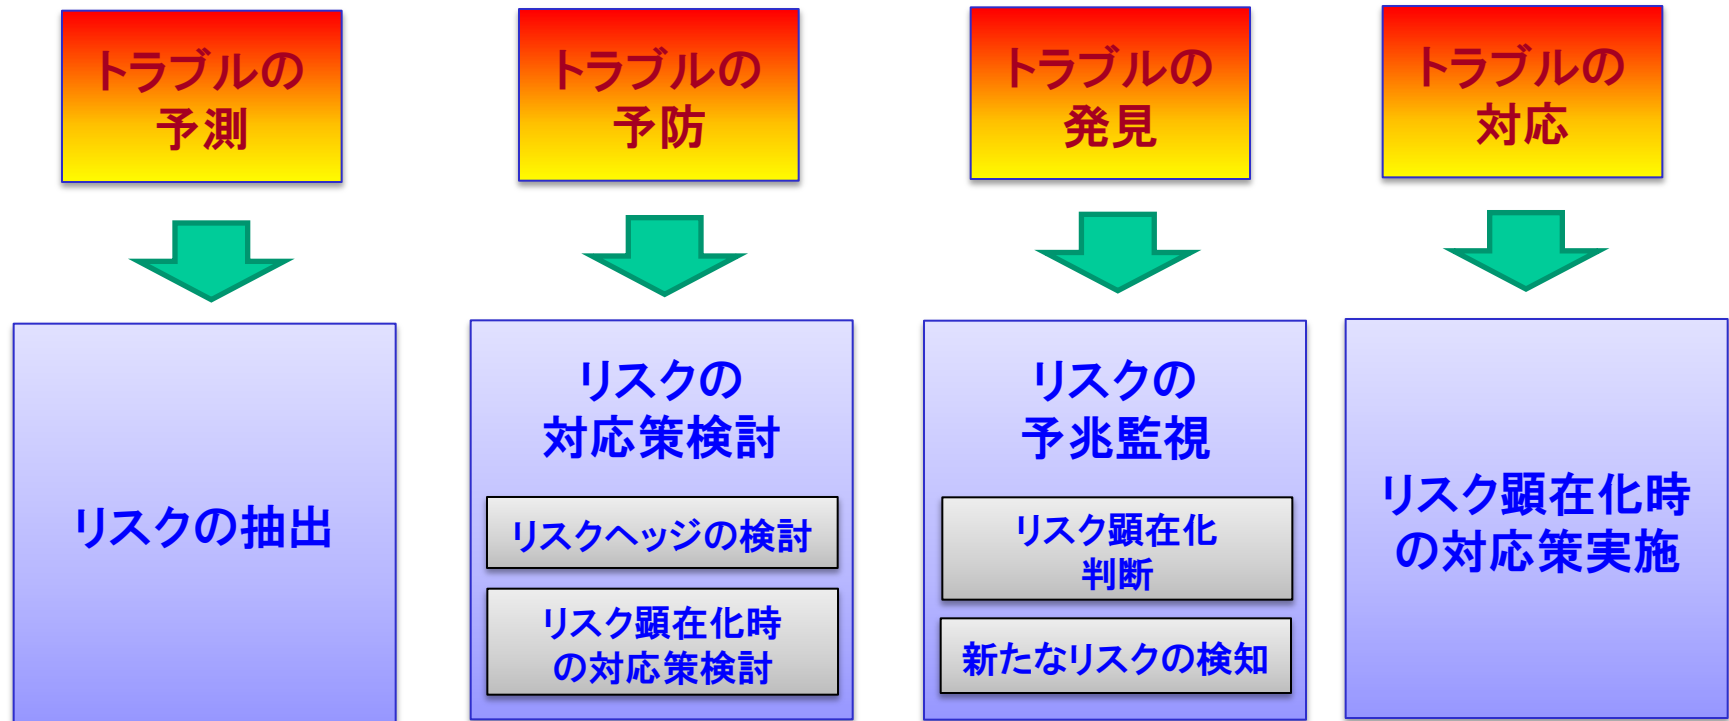 トラブルの
予測
トラブルの
予防
トラブルの
発見
トラブルの
対応
リスクの抽出
リスクの
対応策検討
リスクヘッジの検討
リスク顕在化時
の対応策検討
リスクの
予兆監視
リスク顕在化
判断
新たなリスクの検知
リスク顕在化時
の対応策実施